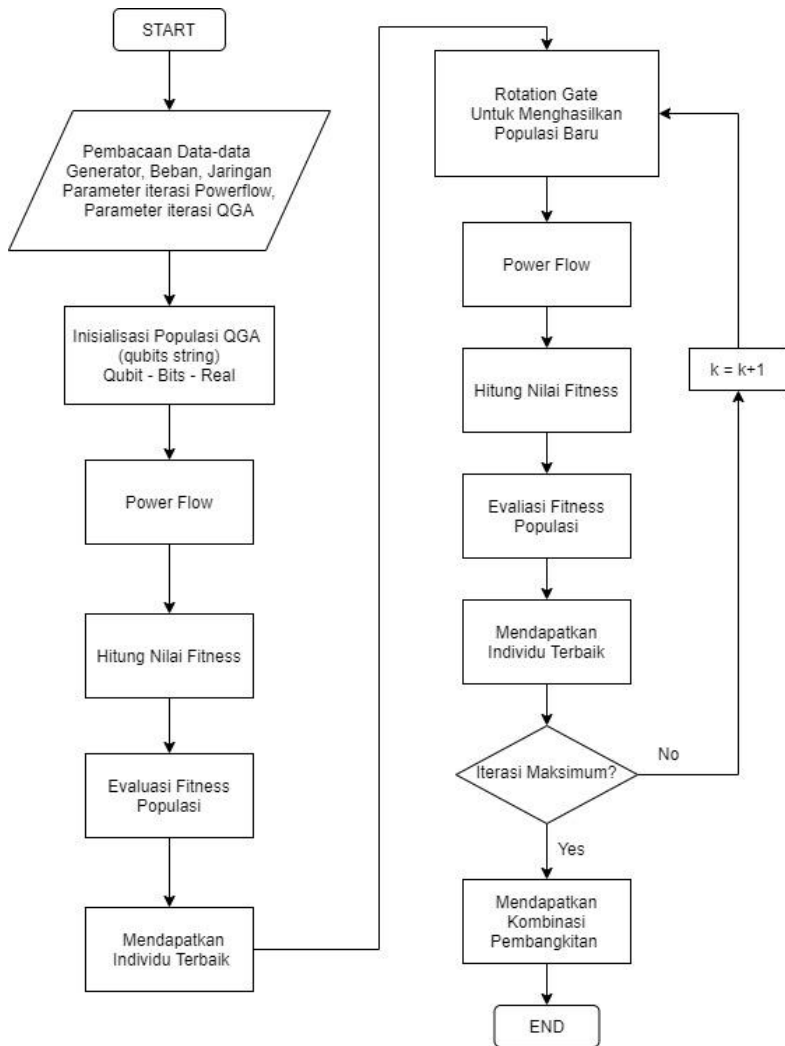 START
Pembacaan Data-data
Generator, Beban, Jaringan
Parameter iterasi Powerflow,
Parameter iterasi QGA
Inisialisasi Populasi QGA
(qubits string)
Qubit - Bits - Real
Power Flow
Hitung Nilai Fitness
Evaluasi Fitness
Populasi
Mendapatkan
Individu Terbaik
Rotation Gate
Untuk Menghasilkan
Populasi Baru
Power Flow
Hitung Nilai Fitness
Evaliasi Fitness
Populasi
Mendapatkan
Individu Terbaik
Iterasi Maksimum?
No
k = k+1
Yes
Mendapatkan
Kombinasi
Pembangkitan
END